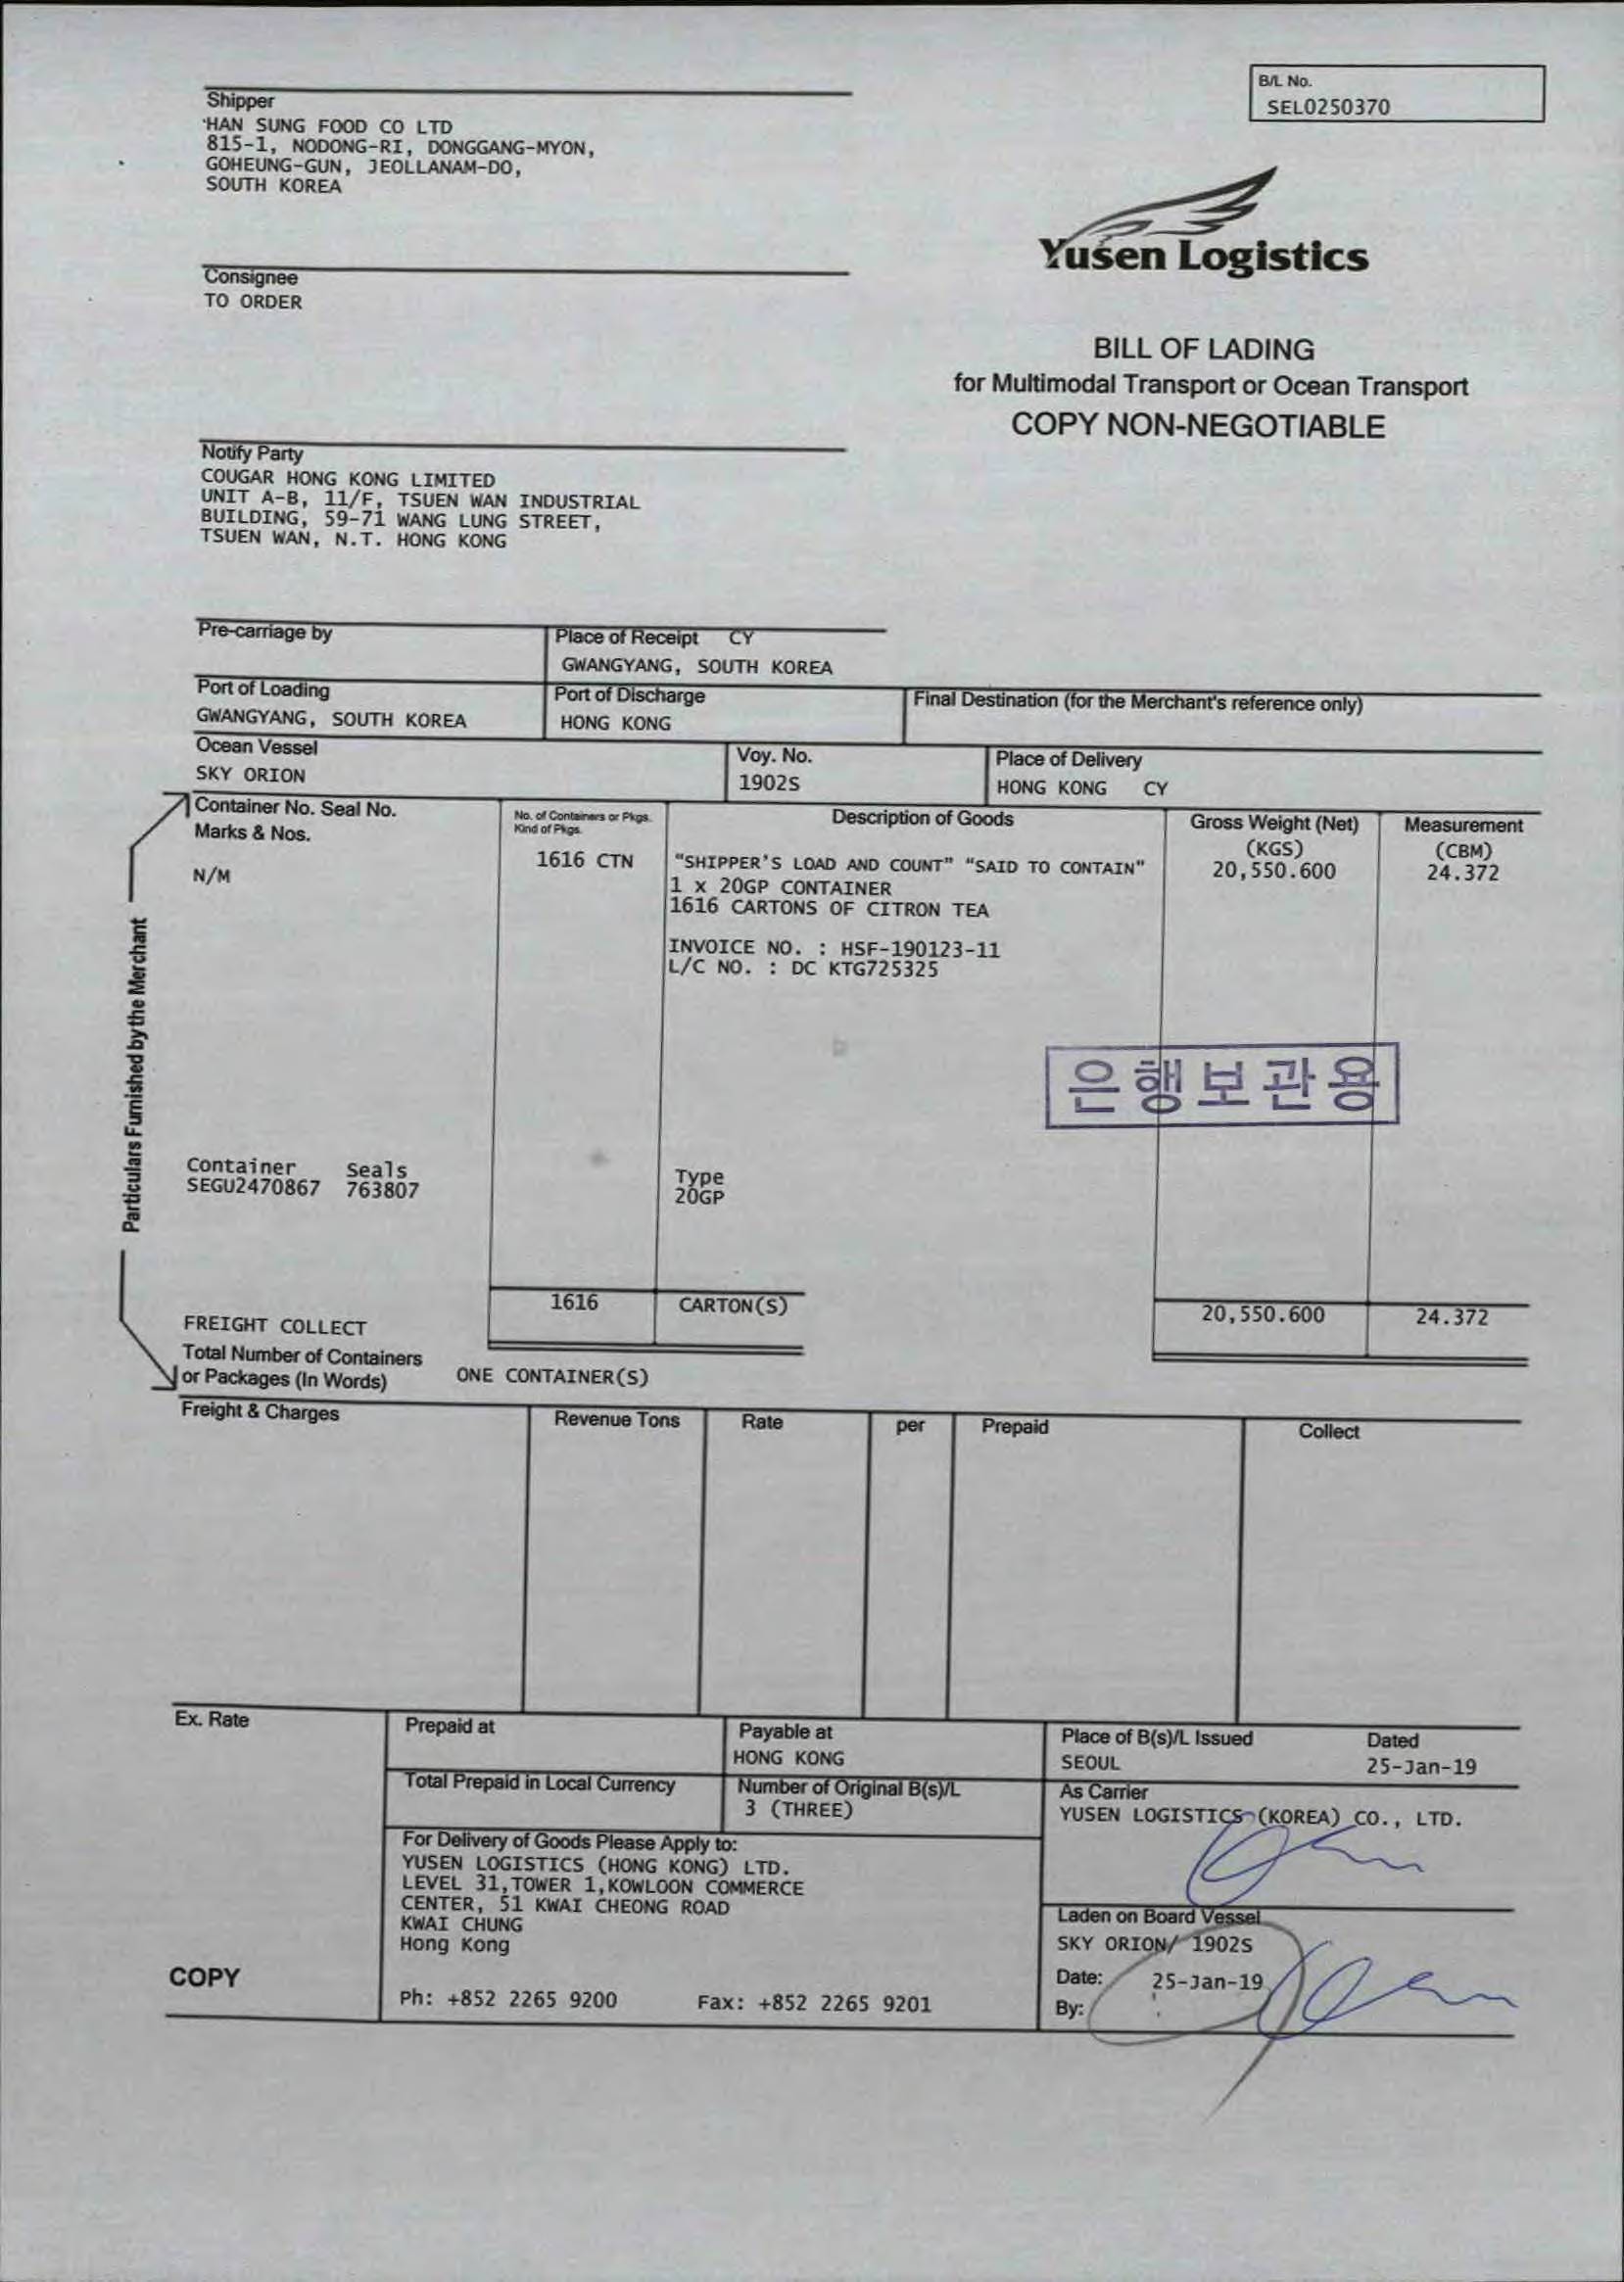 B/L No.
SEL0250370
Shipper
HAN SUNG FOOD CO LTD
815-1, NODONG-RI, DONGGANG-MYON,
GOHEUNG-GUN, JEOLLANAM-DO,
SOUTH KOREA
Yusen Logistics
Consignee
TO ORDER
BILL OF LADING
for Multimodal Transport or Ocean Transport
COPY NON-NEGOTIABLE
Notify Party
COUGAR HONG KONG LIMITED
UNIT A-B, 11/F, TSUEN WAN INDUSTRIAL
BUILDING, 59-71 WANG LUNG STREET,
TSUEN WAN, N.T. HONG KONG
Pre-carriage by
Place of Receipt CY
GWANGYANG, SOUTH KOREA
Port of Loading
GWANGYANG, SOUTH KOREA
Port of Discharge
HONG KONG
Final Destination (for the Merchant's reference only)
Ocean Vessel
SKY ORION
Voy. No.
1902S
Place of Delivery
HONG KONG CY
Particulars Furnished by the Merchant
Container No. Seal No.
Marks & Nos.
N/M
No. of Containers or Pkgs.
Kind of Pkgs.
1616 CTN
Description of Goods
"SHIPPER'S LOAD AND COUNT" "SAID TO CONTAIN"
1 x 20GP CONTAINER
1616 CARTONS OF CITRON TEA
INVOICE NO. : HSF-190123-11
L/C NO. : DC KTG725325
Gross Weight (Net)
(KGS)
20,550.600
Measurement
(CBM)
24.372
은행보관용
Container Seals
SEGU2470867 763807
Type
20GP
1616 CARTON(S) 20,550.600 24.372
FREIGHT COLLECT
Total Number of Containers
or Packages (In Words) ONE CONTAINER(S)
Freight & Charges Revenue Tons Rate per Prepaid Collect
Ex. Rate
Prepaid at
Payable at
HONG KONG
Place of B(s)/L Issued
SEOUL
Dated
25-Jan-19
Total Prepaid in Local Currency
Number of Original B(s)/L
3 (THREE)
As Carrier
YUSEN LOGISTICS (KOREA) CO., LTD.
For Delivery of Goods Please Apply to:
YUSEN LOGISTICS (HONG KONG) LTD.
LEVEL 31,TOWER 1,KOWLOON COMMERCE
CENTER, 51 KWAI CHEONG ROAD
KWAI CHUNG
Hong Kong
Ph: +852 2265 9200 Fax: +852 2265 9201
Laden on Board Vessel
SKY ORION/ 1902S
Date: 25-Jan-19
By:
COPY